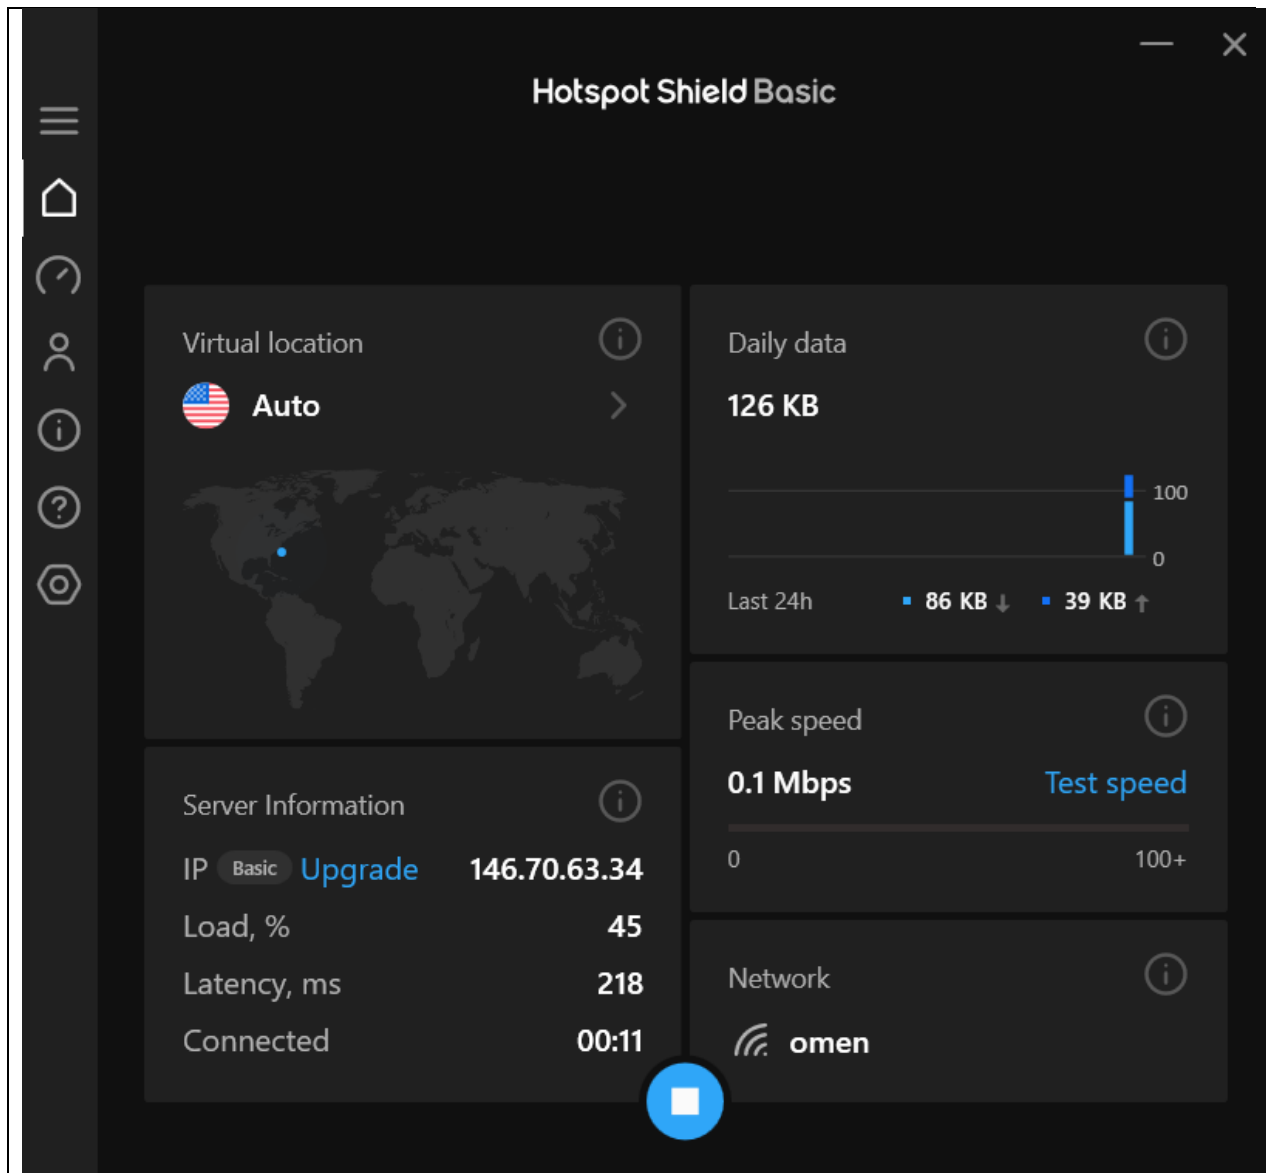 Hotspot Shield Basic
Virtual location
Auto
Daily data
126 KB
100
0
Last 24h 86 KB ↓ 39 KB ↑
Peak speed
0.1 Mbps Test speed
0 100+
Server Information
IP Basic Upgrade 146.70.63.34
Load, % 45
Latency, ms 218
Connected 00:11
Network
omen